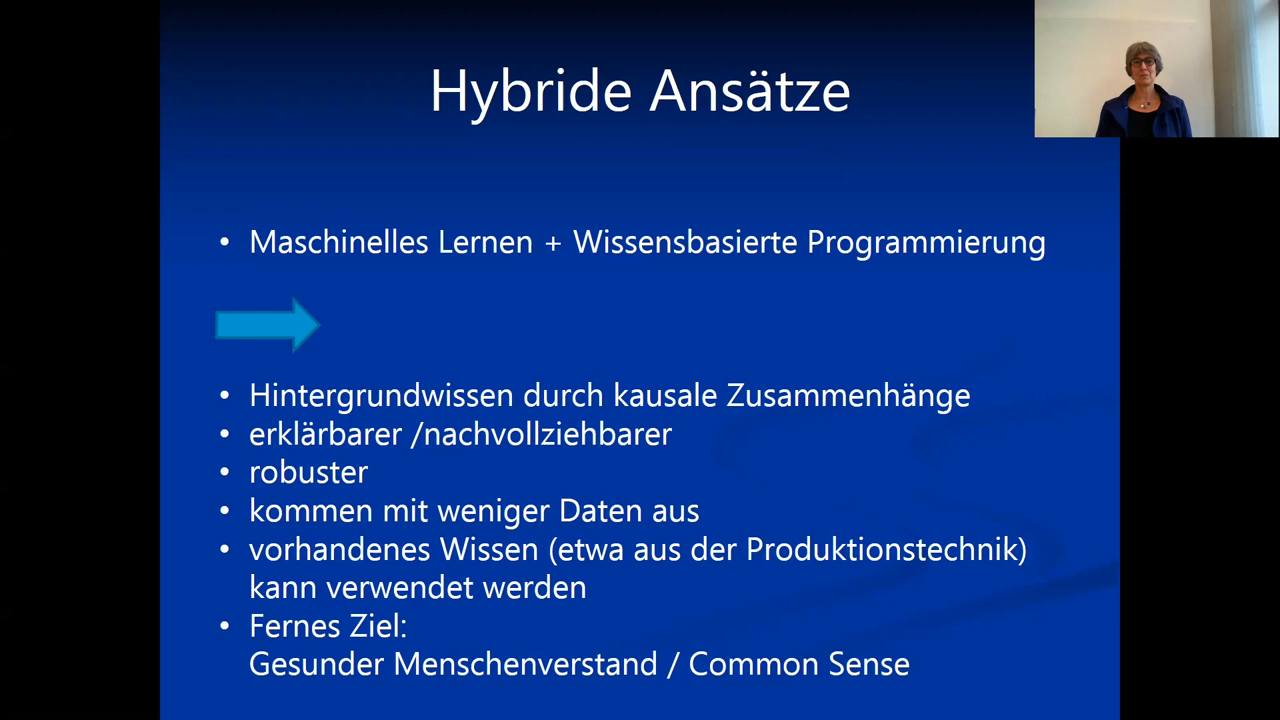 Hybride Ansätze
• Maschinelles Lernen + Wissensbasierte Programmierung
• Hintergrundwissen durch kausale Zusammenhänge
• erklärbarer /nachvollziehbarer
• robuster
• kommen mit weniger Daten aus
• vorhandenes Wissen (etwa aus der Produktionstechnik)
kann verwendet werden
• Fernes Ziel:
Gesunder Menschenverstand / Common Sense